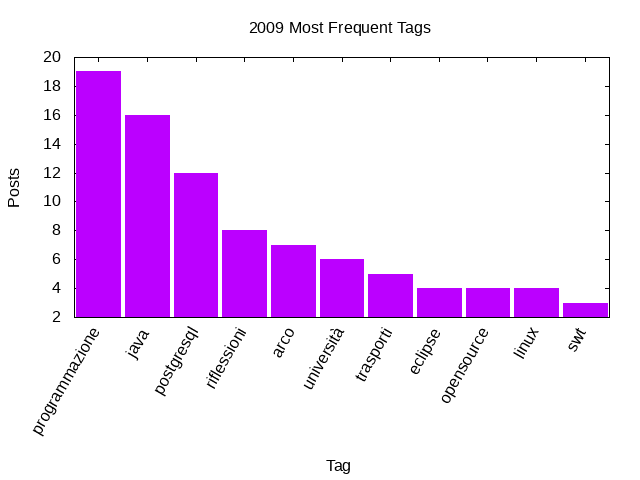 2009 Most Frequent Tags
20
18
16
14
12
10
8
6
4
2
Posts
programmazione
java
postgresql
riflessioni
arco
università
trasporti
eclipse
opensource
linux
swt
Tag